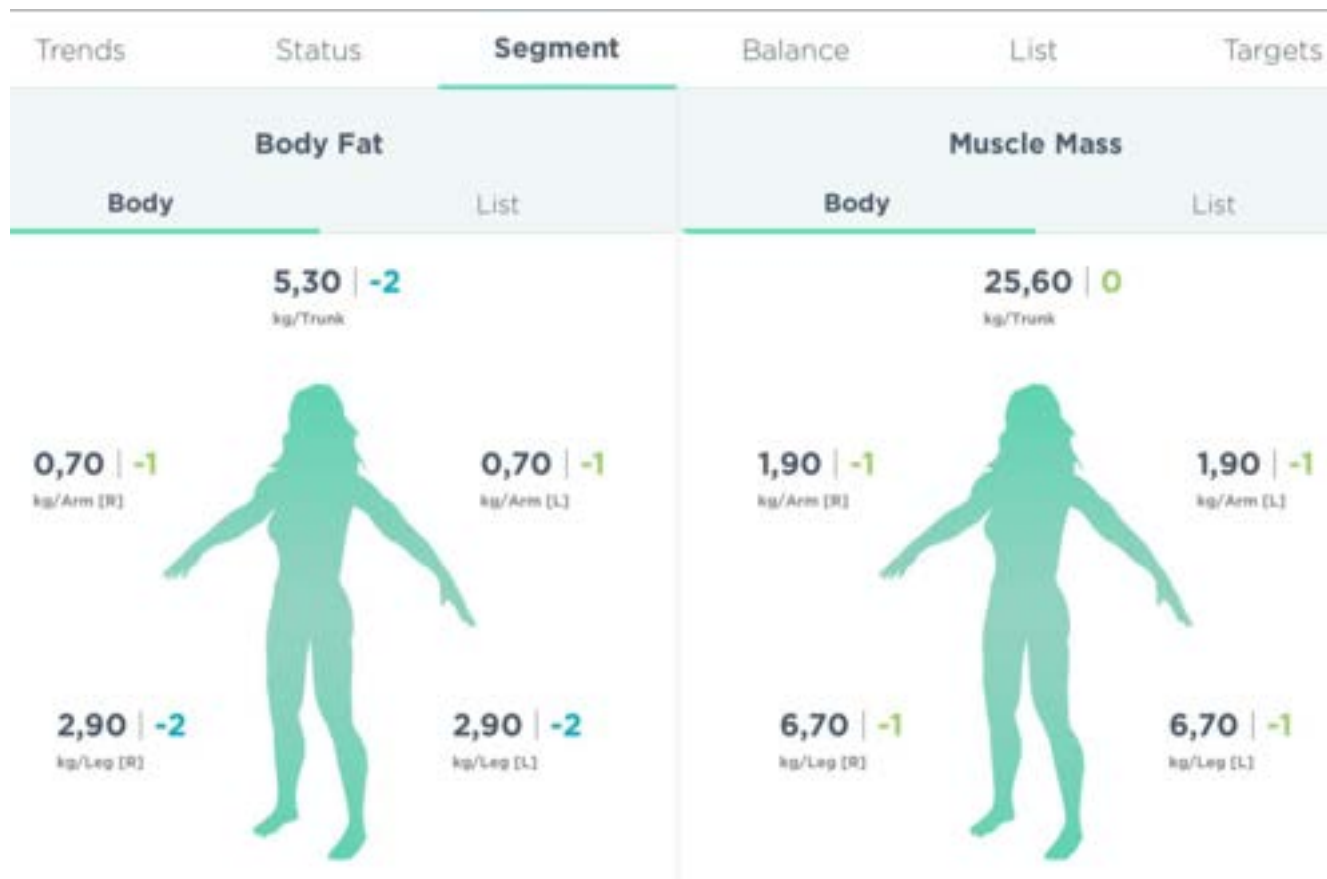 Trends Status Segment Balance List Targets
Body Fat
Body List
5,30 | -2
kg/Trunk
0,70 | -1
kg/Arm [R]
0,70 | -1
kg/Arm [L]
2,90 | -2
kg/Leg [R]
2,90 | -2
kg/Leg [L]
Muscle Mass
Body List
25,60 | 0
kg/Trunk
1,90 | -1
kg/Arm [R]
1,90 | -1
kg/Arm [L]
6,70 | -1
kg/Leg [R]
6,70 | -1
kg/Leg [L]